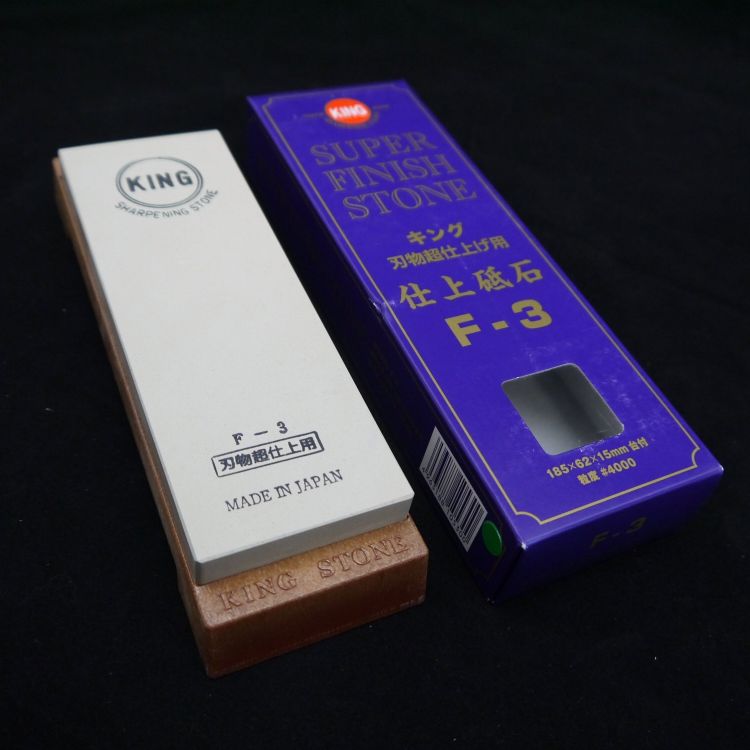 KING
SHARPENING STONE
F-3
刃物超仕上用
MADE IN JAPAN
KING STONE
KING
SUPER
FINISH
STONE
キング
刃物超仕上げ用
仕上砥石
F-3
185×62×15mm 台付
粒度 #4000
F-3